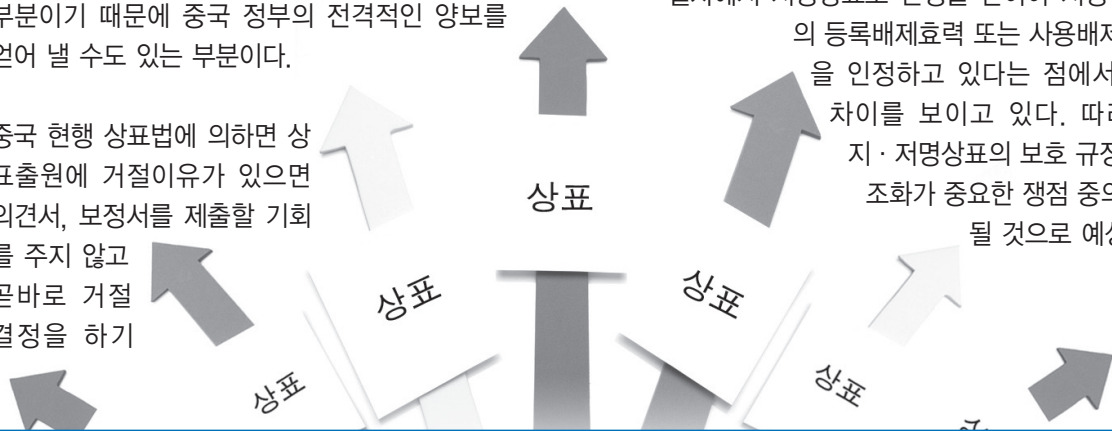 부분이기 때문에 중국 정부의 전격적인 양보를
얻어 낼 수도 있는 부분이다.
중국 현행 상표법에 의하면 상
표출원에 거절이유가 있으면
의견서, 보정서를 제출할 기회
를 주지 않고
곧바로 거절
결정을 하기
의 등록배제효력 또는 사용배제
을 인정하고 있다는 점에서
차이를 보이고 있다. 따라
지 · 저명상표의 보호 규정
조화가 중요한 쟁점 중의
될 것으로 예상
상표
상표
상표
상표
상표